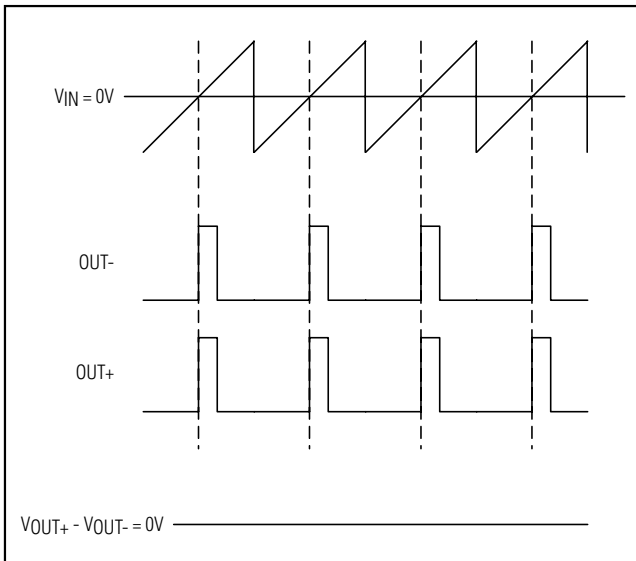 VIN = 0V
OUT-
OUT+
VOUT+ - VOUT- = 0V